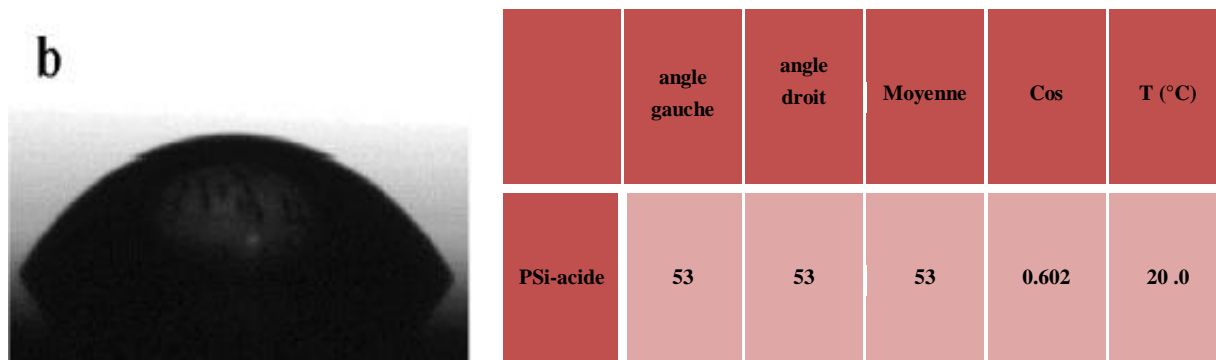 b
angle gauche
angle droit
Moyenne
Cos
T (°C)
PSi-acide
53
53
53
0.602
20 .0